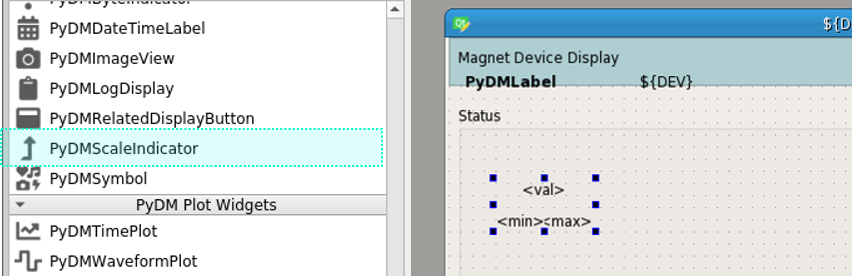 PyDMByteIndicator
PyDMDateTimeLabel
PyDMImageView
PyDMLogDisplay
PyDMRelatedDisplayButton
PyDMScaleIndicator
PyDMSymbol
PyDM Plot Widgets
PyDMTimePlot
PyDMWaveformPlot
${D
Magnet Device Display
PyDMLabel ${DEV}
Status
<val>
<min><max>